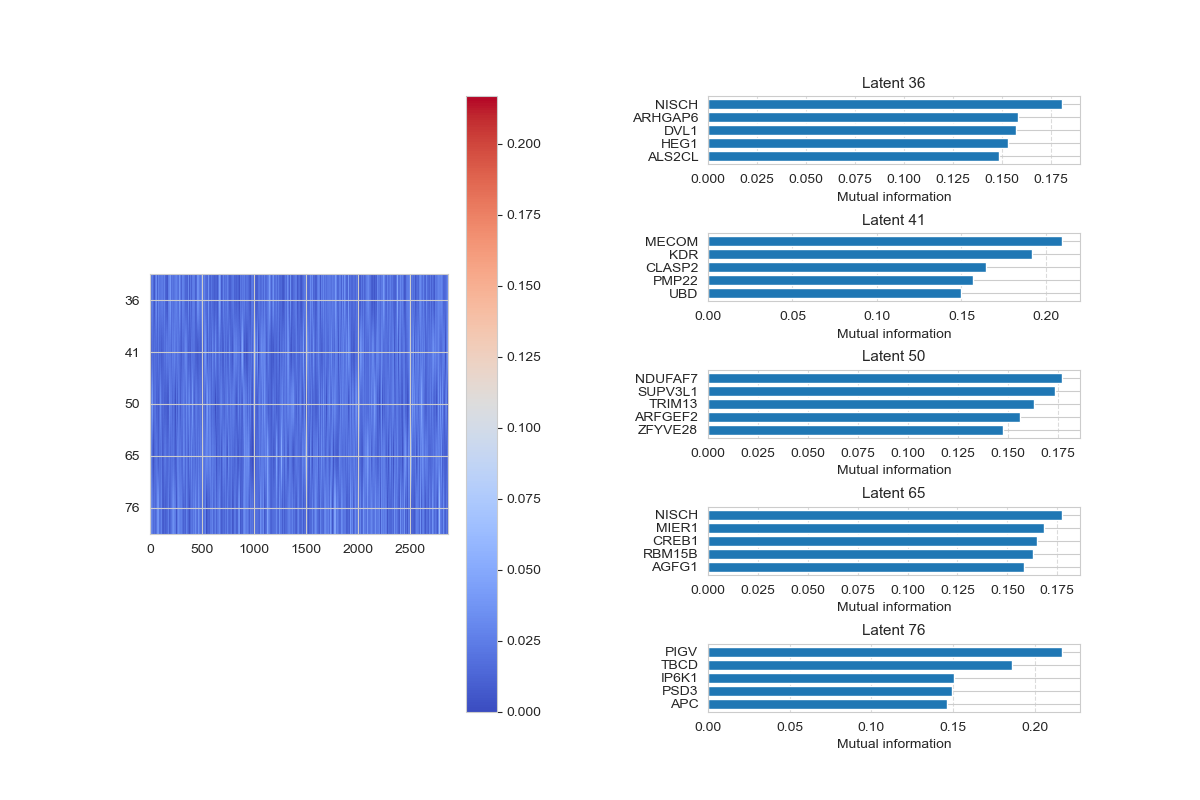 0.200
0.175
0.150
0.125
0.100
0.075
0.050
0.025
0.000
36
41
50
65
76
0 500 1000 1500 2000 2500
Latent 36
NISCH
ARHGAP6
DVL1
HEG1
ALS2CL
0.000 0.025 0.050 0.075 0.100 0.125 0.150 0.175
Mutual information
Latent 41
MECOM
KDR
CLASP2
PMP22
UBD
0.00 0.05 0.10 0.15 0.20
Mutual information
Latent 50
NDUFAF7
SUPV3L1
TRIM13
ARFGEF2
ZFYVE28
0.000 0.025 0.050 0.075 0.100 0.125 0.150 0.175
Mutual information
Latent 65
NISCH
MIER1
CREB1
RBM15B
AGFG1
0.000 0.025 0.050 0.075 0.100 0.125 0.150 0.175
Mutual information
Latent 76
PIGV
TBCD
IP6K1
PSD3
APC
0.00 0.05 0.10 0.15 0.20
Mutual information